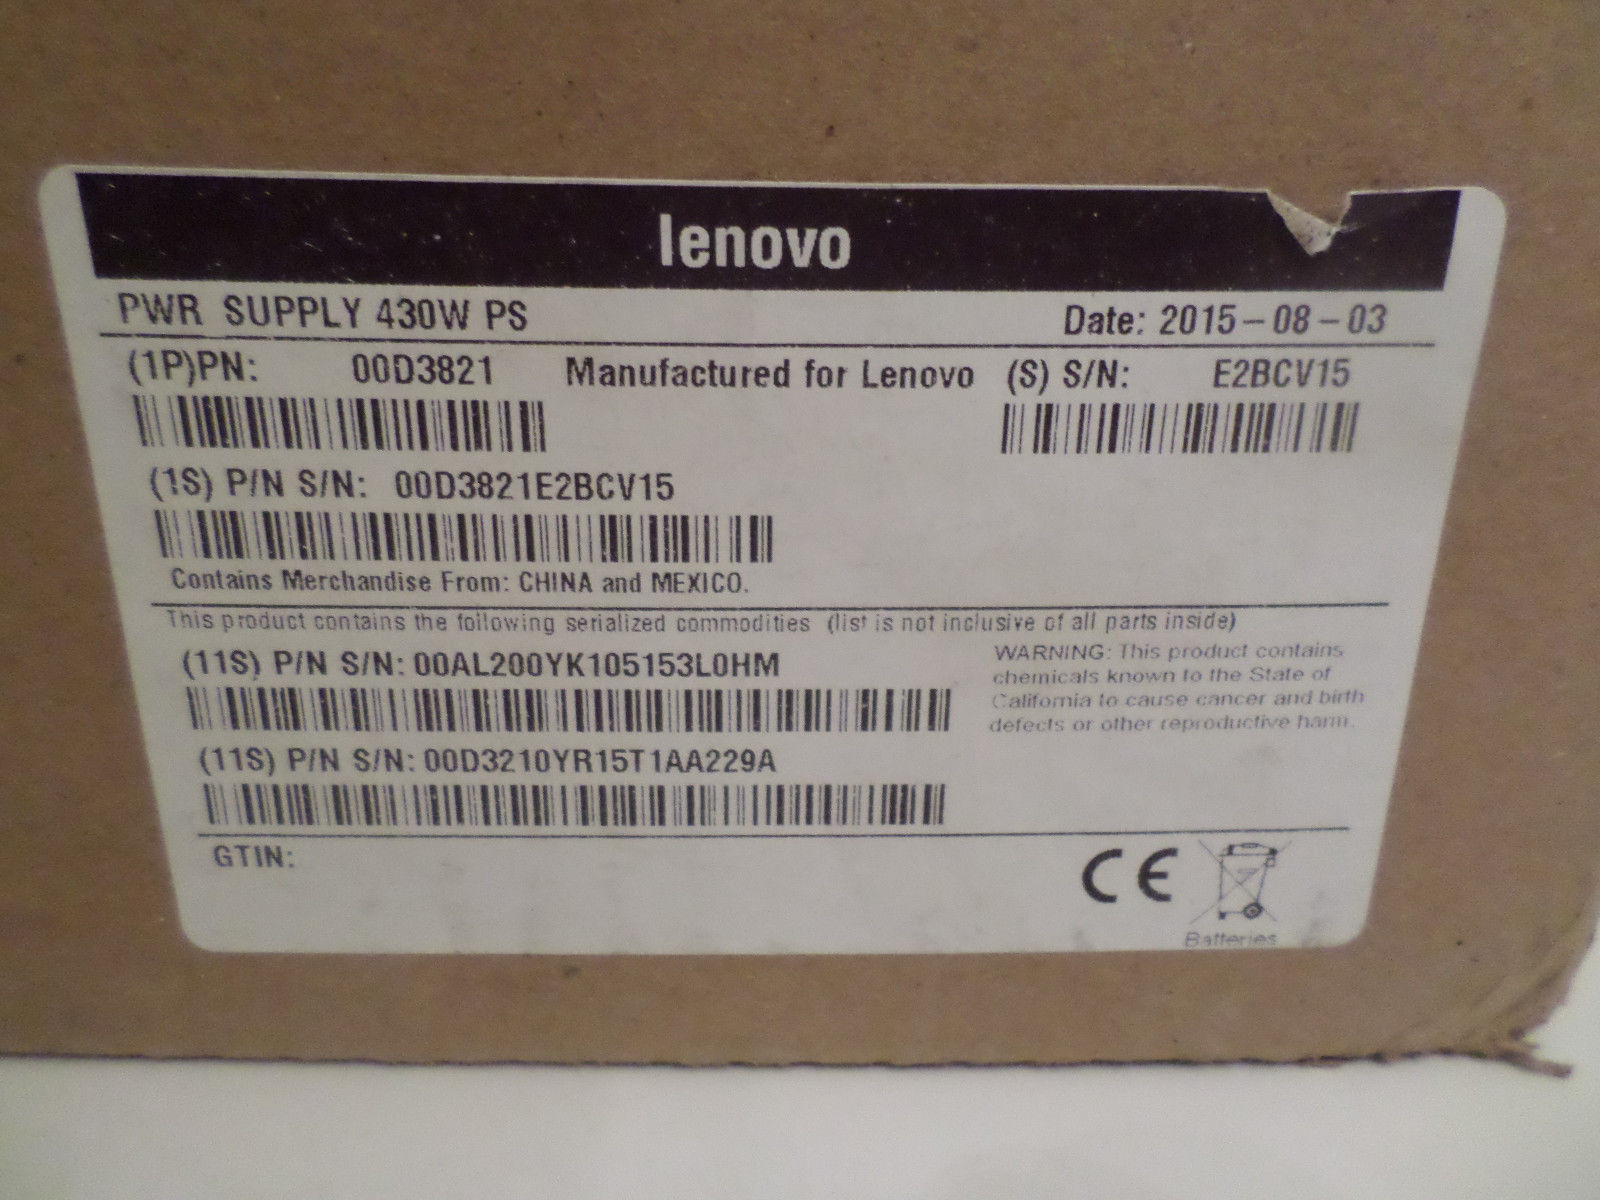 lenovo
PWR SUPPLY 430W PS Date: 2015-08-03
(1P)PN: 00D3821 Manufactured for Lenovo (S) S/N: E2BCV15
(1S) P/N S/N: 00D3821E2BCV15
Contains Merchandise From: CHINA and MEXICO.
This product contains the following serialized commodities (list is not inclusive of all parts inside)
(11S) P/N S/N: 00AL200YK105153L0HM
WARNING: This product contains
chemicals known to the State of
California to cause cancer and birth
defects or other reproductive harm.
(11S) P/N S/N: 00D3210YR15T1AA229A
GTIN:
CE
Batteries